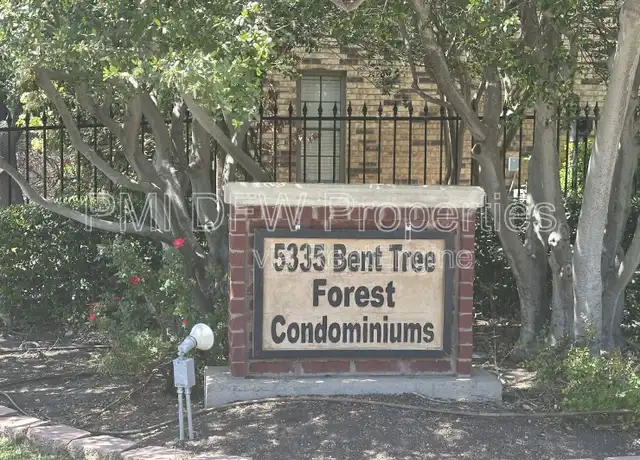 PMI DFW Properties
5335 Bent Tree
Forest
Condominiums